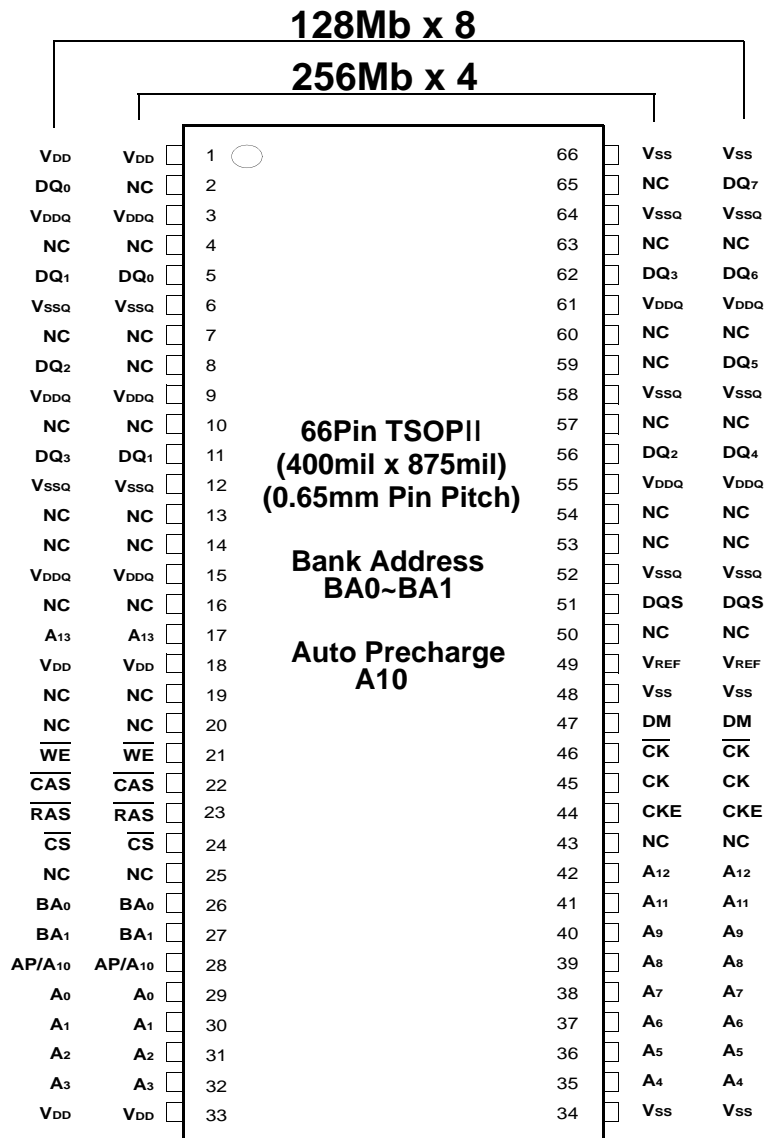 128Mb x 8
256Mb x 4
VDD VDD 1 66 VSS VSS
DQ0 NC 2 65 NC DQ7
VDDQ VDDQ 3 64 VSSQ VSSQ
NC NC 4 63 NC NC
DQ1 DQ0 5 62 DQ3 DQ6
VSSQ VSSQ 6 61 VDDQ VDDQ
NC NC 7 60 NC NC
DQ2 NC 8 59 NC DQ5
VDDQ VDDQ 9 58 VSSQ VSSQ
NC NC 10 57 NC NC
DQ3 DQ1 11 56 DQ2 DQ4
VSSQ VSSQ 12 55 VDDQ VDDQ
NC NC 13 54 NC NC
NC NC 14 53 NC NC
VDDQ VDDQ 15 52 VSSQ VSSQ
NC NC 16 51 DQS DQS
A13 A13 17 50 NC NC
VDD VDD 18 49 VREF VREF
NC NC 19 48 VSS VSS
NC NC 20 47 DM DM
W̅E̅ W̅E̅ 21 46 C̅K̅ C̅K̅
C̅A̅S̅ C̅A̅S̅ 22 45 CK CK
R̅A̅S̅ R̅A̅S̅ 23 44 CKE CKE
C̅S̅ C̅S̅ 24 43 NC NC
NC NC 25 42 A12 A12
BA0 BA0 26 41 A11 A11
BA1 BA1 27 40 A9 A9
AP/A10 AP/A10 28 39 A8 A8
A0 A0 29 38 A7 A7
A1 A1 30 37 A6 A6
A2 A2 31 36 A5 A5
A3 A3 32 35 A4 A4
VDD VDD 33 34 VSS VSS
66Pin TSOPII
(400mil x 875mil)
(0.65mm Pin Pitch)
Bank Address
BA0~BA1
Auto Precharge
A10